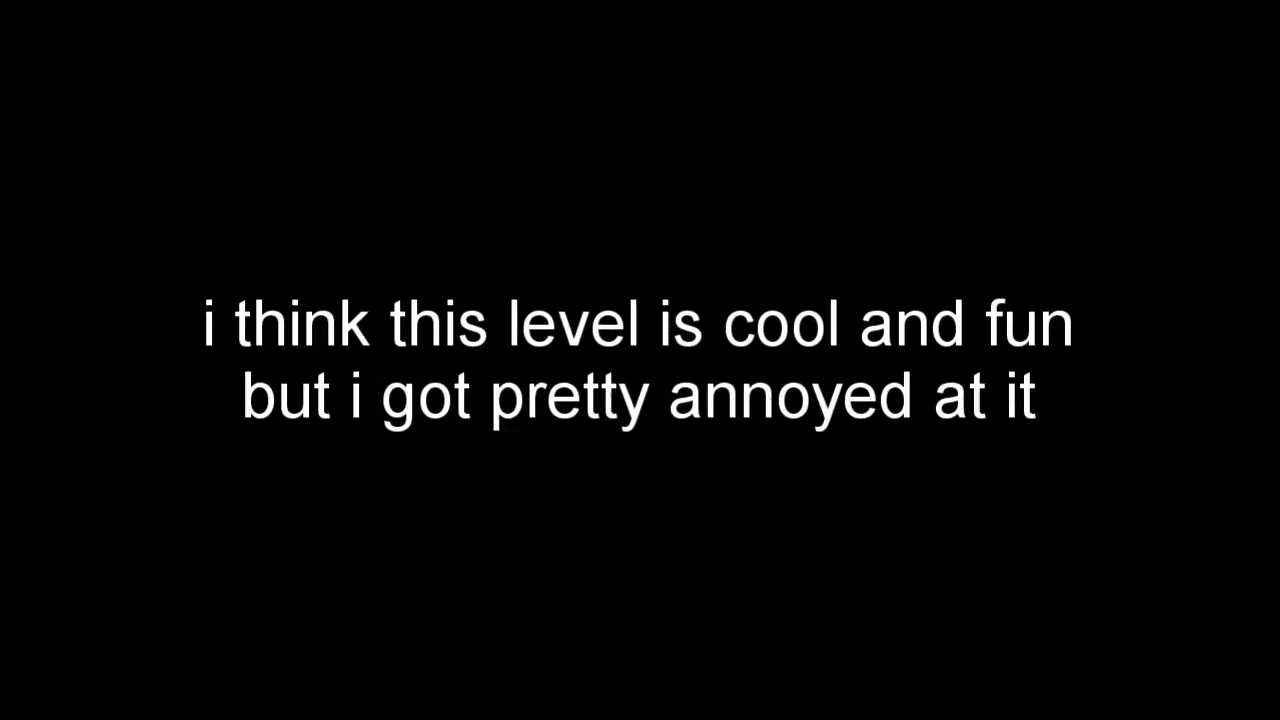 i think this level is cool and fun
but i got pretty annoyed at it